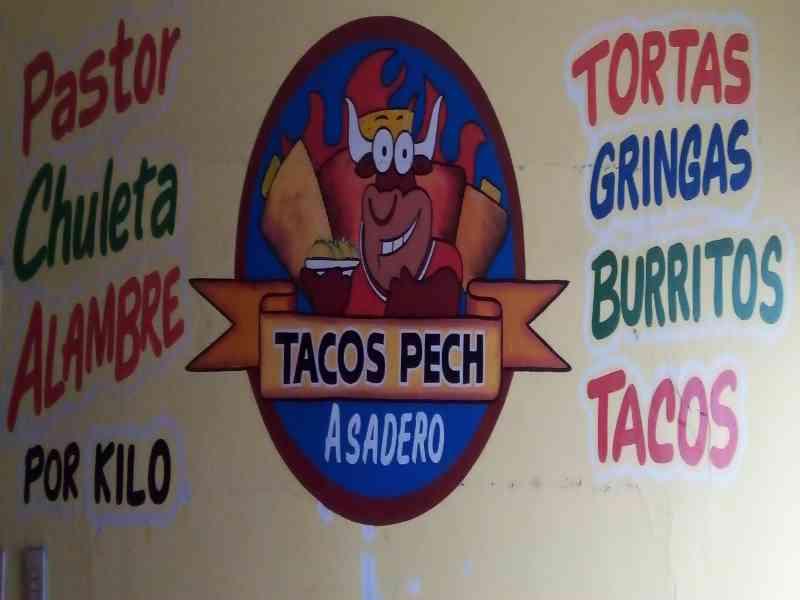 Pastor
Chuleta
ALAMBRE
POR KILO
TACOS PECH
ASADERO
TORTAS
GRINGAS
BURRITOS
TACOS